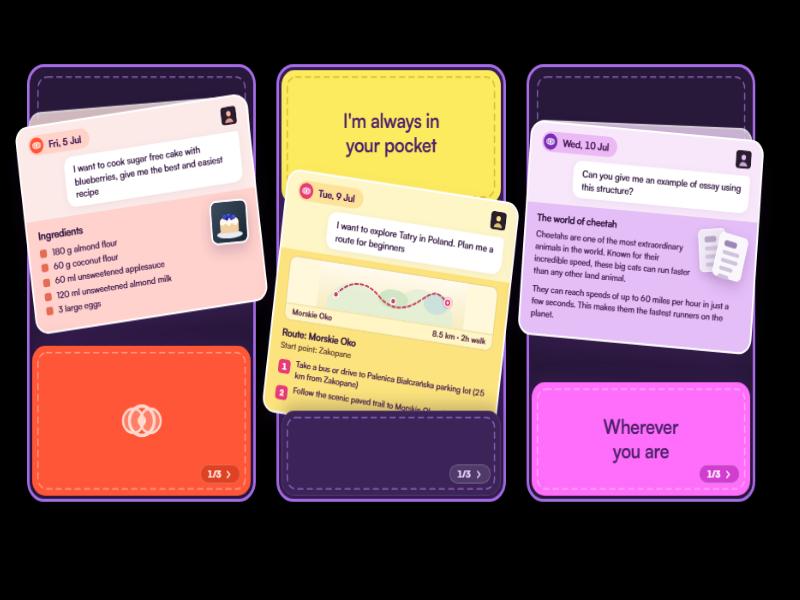 Fri, 5 Jul
I want to cook sugar free cake with
blueberries, give me the best and easiest
recipe
Ingredients
180 g almond flour
60 g coconut flour
60 ml unsweetened applesauce
120 ml unsweetened almond milk
3 large eggs
1/3
I'm always in
your pocket
Tue, 9 Jul
I want to explore Tatry in Poland. Plan me a
route for beginners
Morskie Oko
8.5 km • 2h walk
Route: Morskie Oko
Start point: Zakopane
1 Take a bus or drive to Palenica Białczańska parking lot (25
km from Zakopane)
2 Follow the scenic paved trail to Morskie
1/3
Wed, 10 Jul
Can you give me an example of essay using
this structure?
The world of cheetah
Cheetahs are one of the most extraordinary
animals in the world. Known for their
incredible speed, these big cats can run faster
than any other land animal.
They can reach speeds of up to 60 miles per hour in just a
few seconds. This makes them the fastest runners on the
planet.
Wherever
you are
1/3